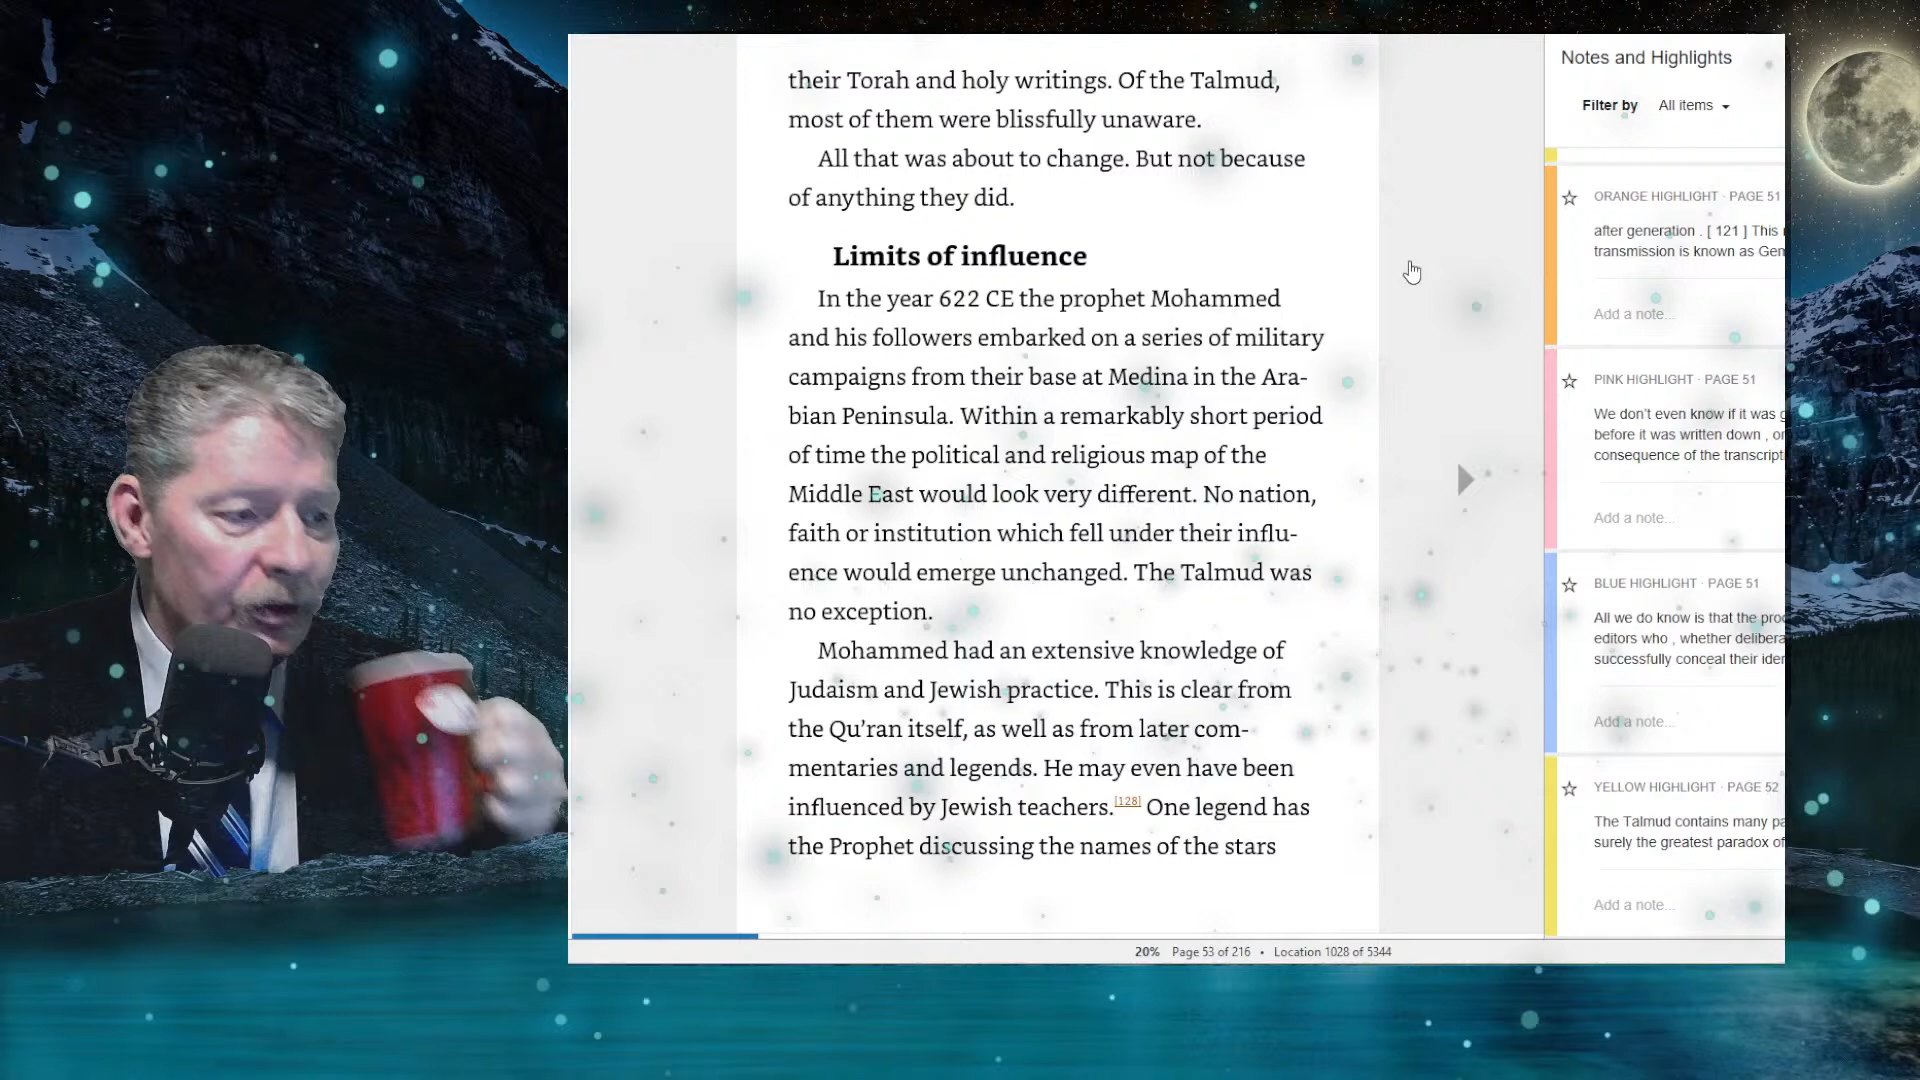 their Torah and holy writings. Of the Talmud,
most of them were blissfully unaware.
All that was about to change. But not because
of anything they did.
Limits of influence
In the year 622 CE the prophet Mohammed
and his followers embarked on a series of military
campaigns from their base at Medina in the Ara-
bian Peninsula. Within a remarkably short period
of time the political and religious map of the
Middle East would look very different. No nation,
faith or institution which fell under their influ-
ence would emerge unchanged. The Talmud was
no exception.
Mohammed had an extensive knowledge of
Judaism and Jewish practice. This is clear from
the Qu’ran itself, as well as from later com-
mentaries and legends. He may even have been
influenced by Jewish teachers.[128] One legend has
the Prophet discussing the names of the stars
20% Page 53 of 216 • Location 1028 of 5344
Notes and Highlights
Filter by All items
ORANGE HIGHLIGHT · PAGE 51
after generation . [ 121 ] This
transmission is known as
Add a note...
PINK HIGHLIGHT · PAGE 51
We don't even know if it was
before it was written down ,
consequence of the
Add a note...
BLUE HIGHLIGHT · PAGE 51
All we do know is that the
editors who , whether
successfully conceal their
Add a note...
YELLOW HIGHLIGHT · PAGE 52
The Talmud contains many
surely the greatest paradox of
Add a note...